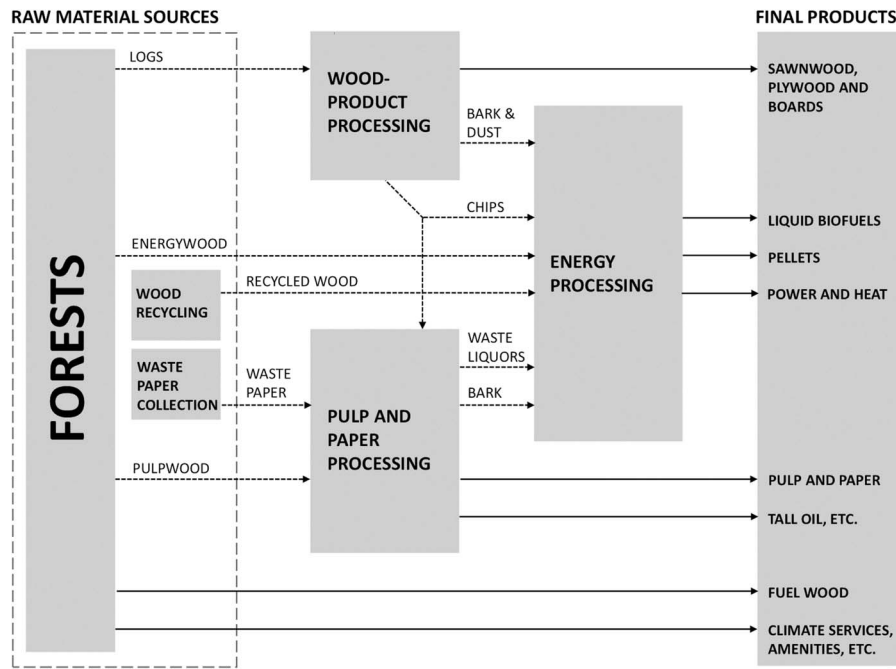 RAW MATERIAL SOURCES
FINAL PRODUCTS
LOGS
WOOD-
PRODUCT
PROCESSING
SAWNWOOD,
PLYWOOD AND
BOARDS
BARK &
DUST
CHIPS
LIQUID BIOFUELS
FORESTS
ENERGYWOOD
ENERGY
PROCESSING
PELLETS
WOOD
RECYCLING
RECYCLED WOOD
POWER AND HEAT
WASTE
PAPER
COLLECTION
WASTE
PAPER
WASTE
LIQUORS
BARK
PULP AND
PAPER
PROCESSING
PULPWOOD
PULP AND PAPER
TALL OIL, ETC.
FUEL WOOD
CLIMATE SERVICES,
AMENITIES, ETC.